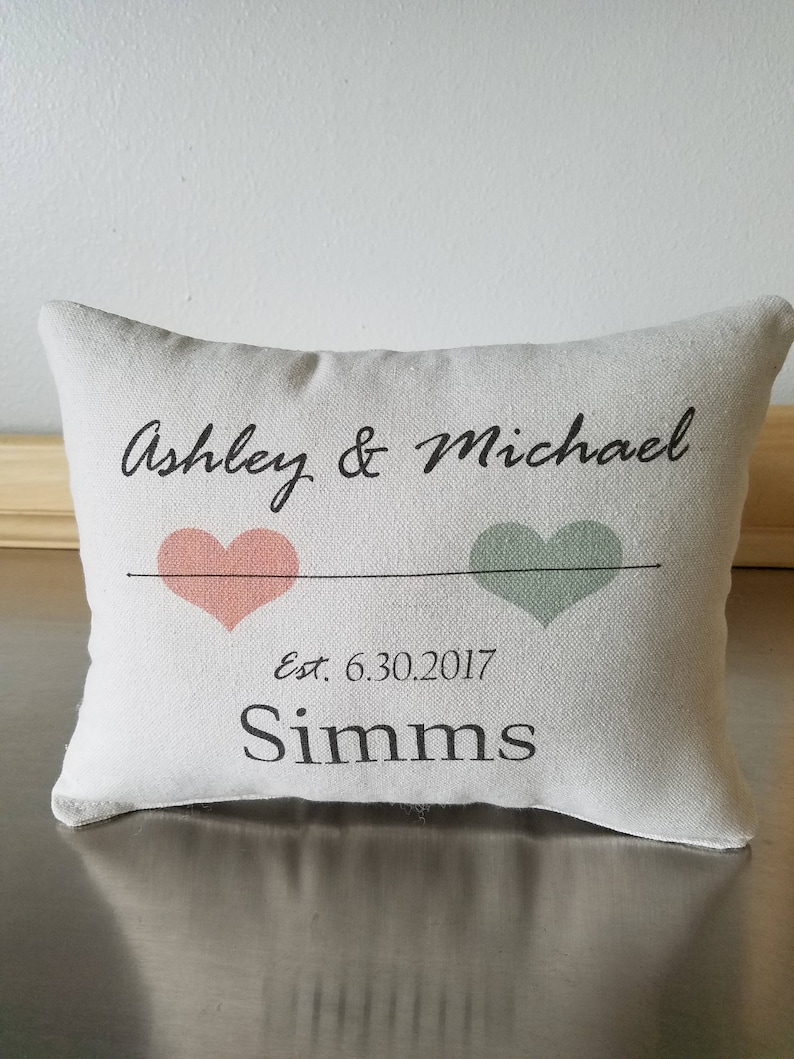 Ashley & Michael
Est. 6.30.2017
Simms